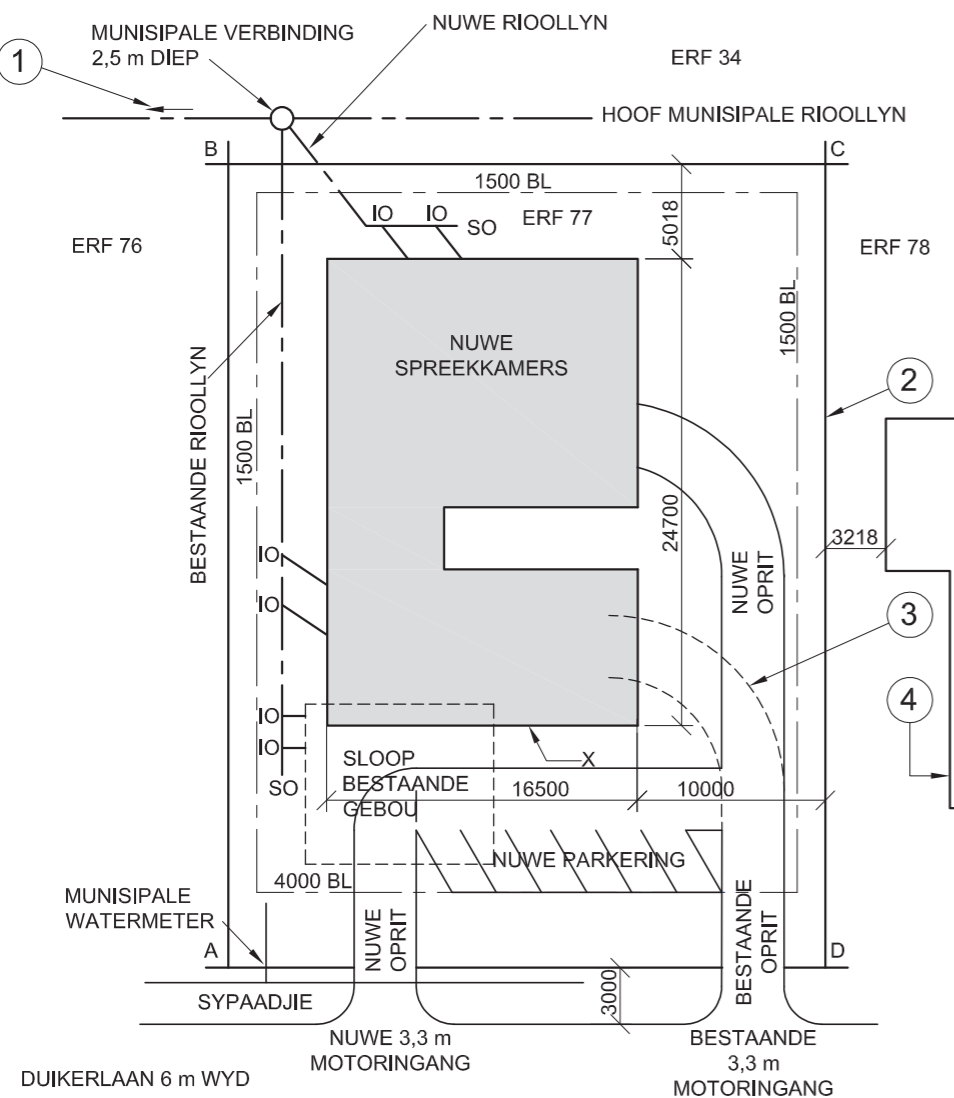 MUNISIPALE VERBINDING
2,5 m DIEP
NUWE RIOOLLYN
ERF 34
1
HOOF MUNISIPALE RIOOLLYN
B
C
1500 BL
IO
IO
SO
ERF 77
5018
ERF 76
ERF 78
1500 BL
2
BESTAANDE RIOOLLYN
1500 BL
NUWE
SPREEKKAMERS
24700
3218
NUWE
OPRIT
IO
IO
3
4
IO
IO
SO
SLOOP
BESTAANDE
GEBOU
X
16500
10000
NUWE PARKERING
4000 BL
MUNISIPALE
WATERMETER
A
NUWE
OPRIT
BESTAANDE
OPRIT
D
3000
SYPAADJIE
NUWE 3,3 m
MOTORINGANG
BESTAANDE
3,3 m
MOTORINGANG
DUIKERLAAN 6 m WYD